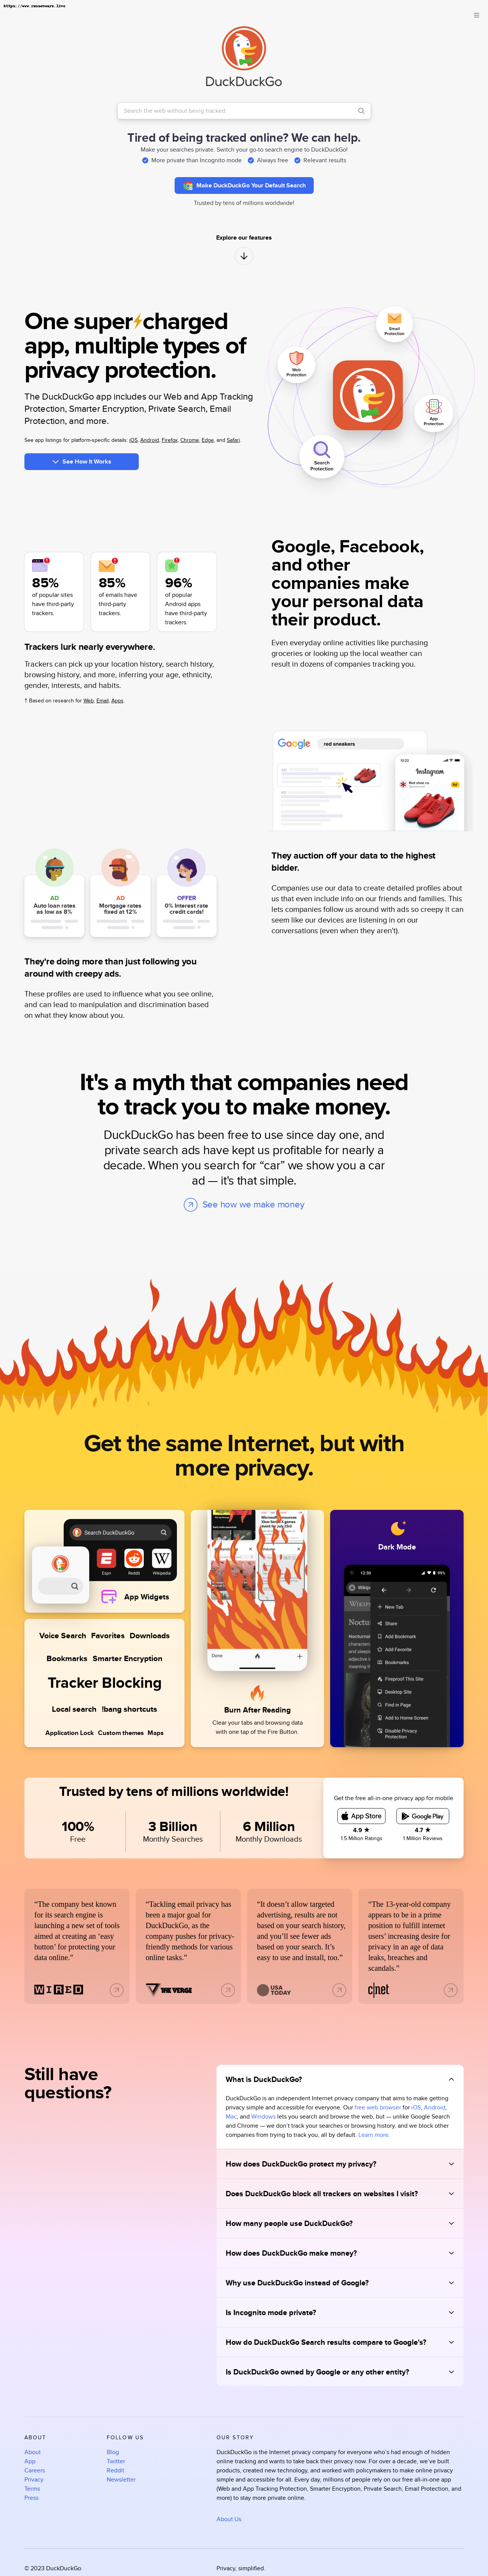 https://www.ransomware.live
DuckDuckGo
Search the web without being tracked
Tired of being tracked online? We can help.
Make your searches private. Switch your go-to search engine to DuckDuckGo!
More private than Incognito mode
Always free
Relevant results
Make DuckDuckGo Your Default Search
Trusted by tens of millions worldwide!
Explore our features
One super charged
app, multiple types of
privacy protection.
The DuckDuckGo app includes our Web and App Tracking
Protection, Smarter Encryption, Private Search, Email
Protection, and more.
See app listings for platform-specific details: iOS, Android, Firefox, Chrome, Edge, and Safari.
See How It Works
Email
Protection
Web
Protection
App
Protection
Search
Protection
Google, Facebook,
and other
companies make
your personal data
their product.
Even everyday online activities like purchasing
groceries or looking up the local weather can
result in dozens of companies tracking you.
85%
of popular sites
have third-party
trackers.
85%
of emails have
third-party
trackers.
96%
of popular
Android apps
have third-party
trackers.
Trackers lurk nearly everywhere.
Trackers can pick up your location history, search history,
browsing history, and more, inferring your age, ethnicity,
gender, interests, and habits.
† Based on research for Web, Email, Apps.
Google
red sneakers
Instagram
They auction off your data to the highest
bidder.
Companies use our data to create detailed profiles about
us that even include info on our friends and families. This
lets companies follow us around with ads so creepy it can
seem like our devices are listening in our
conversations (even when they aren't).
AD
Auto loan rates
as low as 8%
AD
Mortgage rates
fixed at 12%
OFFER
0% Interest rate
credit cards!
They're doing more than just following you
around with creepy ads.
These profiles are used to influence what you see online,
and can lead to manipulation and discrimination based
on what they know about you.
It's a myth that companies need
to track you to make money.
DuckDuckGo has been free to use since day one, and
private search ads have kept us profitable for nearly a
decade. When you search for “car” we show you a car
ad — it's that simple.
See how we make money
Get the same Internet, but with
more privacy.
Search DuckDuckGo
Espn
Reddit
Wikipedia
App Widgets
Voice Search Favorites Downloads
Bookmarks Smarter Encryption
Tracker Blocking
Local search !bang shortcuts
Application Lock Custom themes Maps
Done
Burn After Reading
Clear your tabs and browsing data
with one tap of the Fire Button.
Dark Mode
New Tab
Share
Add Bookmark
Add Favorite
Bookmarks
Fireproof This Site
Desktop Site
Find in Page
Add to Home Screen
Disable Privacy
Protection
Trusted by tens of millions worldwide!
100%
Free
3 Billion
Monthly Searches
6 Million
Monthly Downloads
Get the free all-in-one privacy app for mobile
App Store
4.9 ★
1.5 Million Ratings
Google Play
4.7 ★
1 Million Reviews
“The company best known
for its search engine is
launching a new set of tools
aimed at creating an ‘easy
button’ for protecting your
data online.”
WIRED
“Tackling email privacy has
been a major goal for
DuckDuckGo, as the
company pushes for privacy-
friendly methods for various
online tasks.”
THE VERGE
“It doesn’t allow targeted
advertising, results are not
based on your search history,
and you’ll see fewer ads
based on your search. It’s
easy to use and install, too.”
USA
TODAY
“The 13-year-old company
appears to be in a prime
position to fulfill internet
users’ increasing desire for
privacy in an age of data
leaks, breaches and
scandals.”
c|net
Still have
questions?
What is DuckDuckGo?
DuckDuckGo is an independent Internet privacy company that aims to make getting
privacy simple and accessible for everyone. Our free web browser for iOS, Android,
Mac, and Windows lets you search and browse the web, but — unlike Google Search
and Chrome — we don’t track your searches or browsing history, and we block other
companies from trying to track you, all by default. Learn more.
How does DuckDuckGo protect my privacy?
Does DuckDuckGo block all trackers on websites I visit?
How many people use DuckDuckGo?
How does DuckDuckGo make money?
Why use DuckDuckGo instead of Google?
Is Incognito mode private?
How do DuckDuckGo Search results compare to Google's?
Is DuckDuckGo owned by Google or any other entity?
ABOUT
About
App
Careers
Privacy
Terms
Press
FOLLOW US
Blog
Twitter
Reddit
Newsletter
OUR STORY
DuckDuckGo is the Internet privacy company for everyone who’s had enough of hidden
online tracking and wants to take back their privacy now. For over a decade, we’ve built
products, created new technology, and worked with policymakers to make online privacy
simple and accessible for all. Every day, millions of people rely on our free all-in-one app
(Web and App Tracking Protection, Smarter Encryption, Private Search, Email Protection, and
more) to stay more private online.
About Us
© 2023 DuckDuckGo
Privacy, simplified.